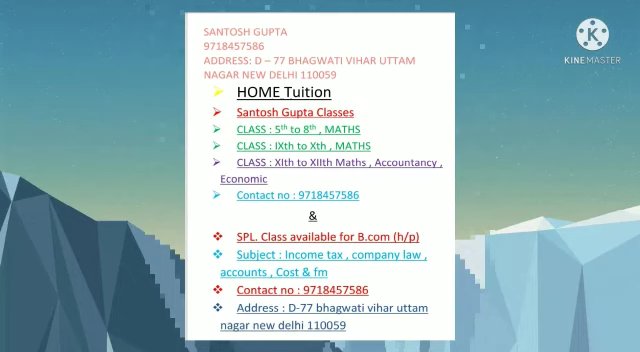 SANTOSH GUPTA
9718457586
ADDRESS: D – 77 BHAGWATI VIHAR UTTAM
NAGAR NEW DELHI 110059
HOME Tuition
Santosh Gupta Classes
CLASS : 5th to 8th , MATHS
CLASS : IXth to Xth , MATHS
CLASS : XIth to XIIth Maths , Accountancy ,
Economic
Contact no : 9718457586
&
SPL. Class available for B.com (h/p)
Subject : Income tax , company law ,
accounts , Cost & fm
Contact no : 9718457586
Address : D-77 bhagwati vihar uttam
nagar new delhi 110059
K
KINEMASTER